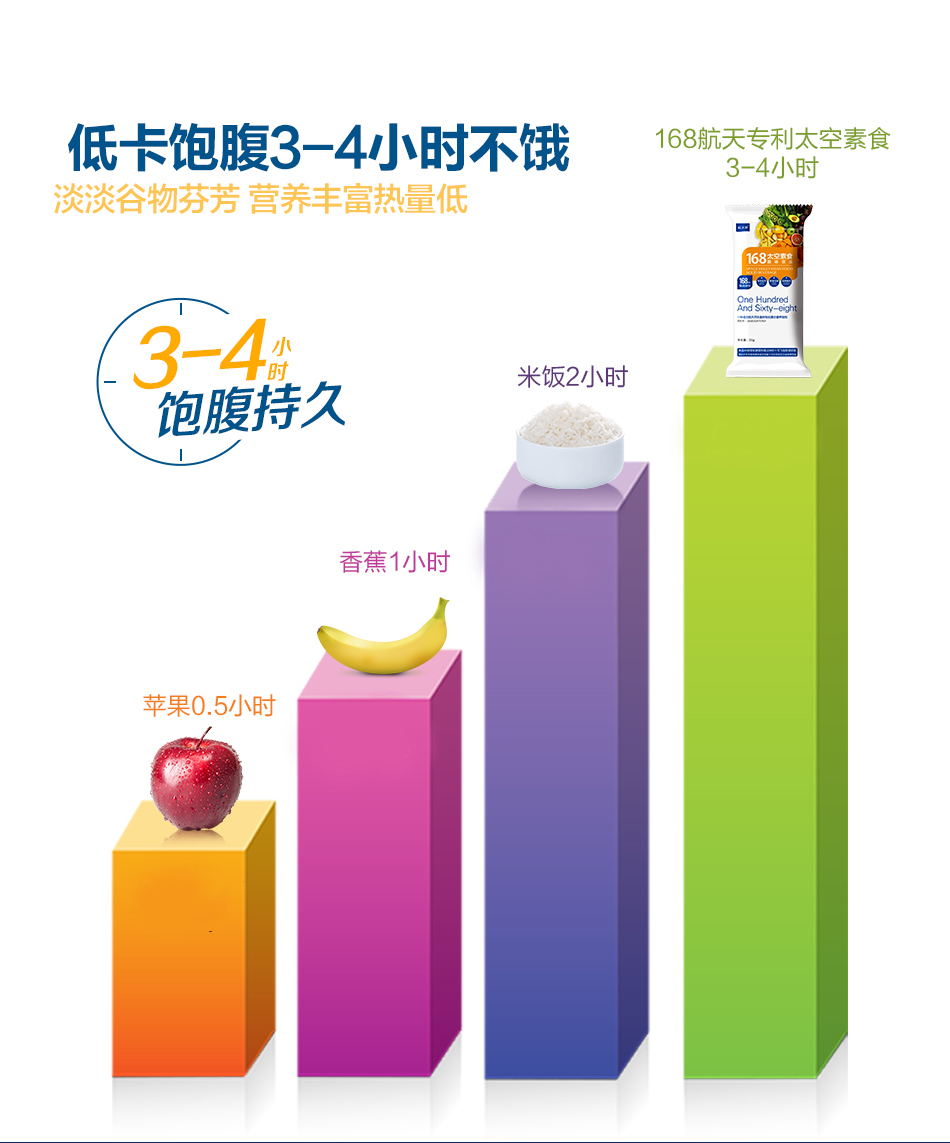 低卡饱腹3-4小时不饿
淡淡谷物芬芳 营养丰富热量低
168航天专利太空素食
3-4小时
168太空素食
One Hundred
And Sixty-eight
3-4小时
饱腹持久
米饭2小时
香蕉1小时
苹果0.5小时